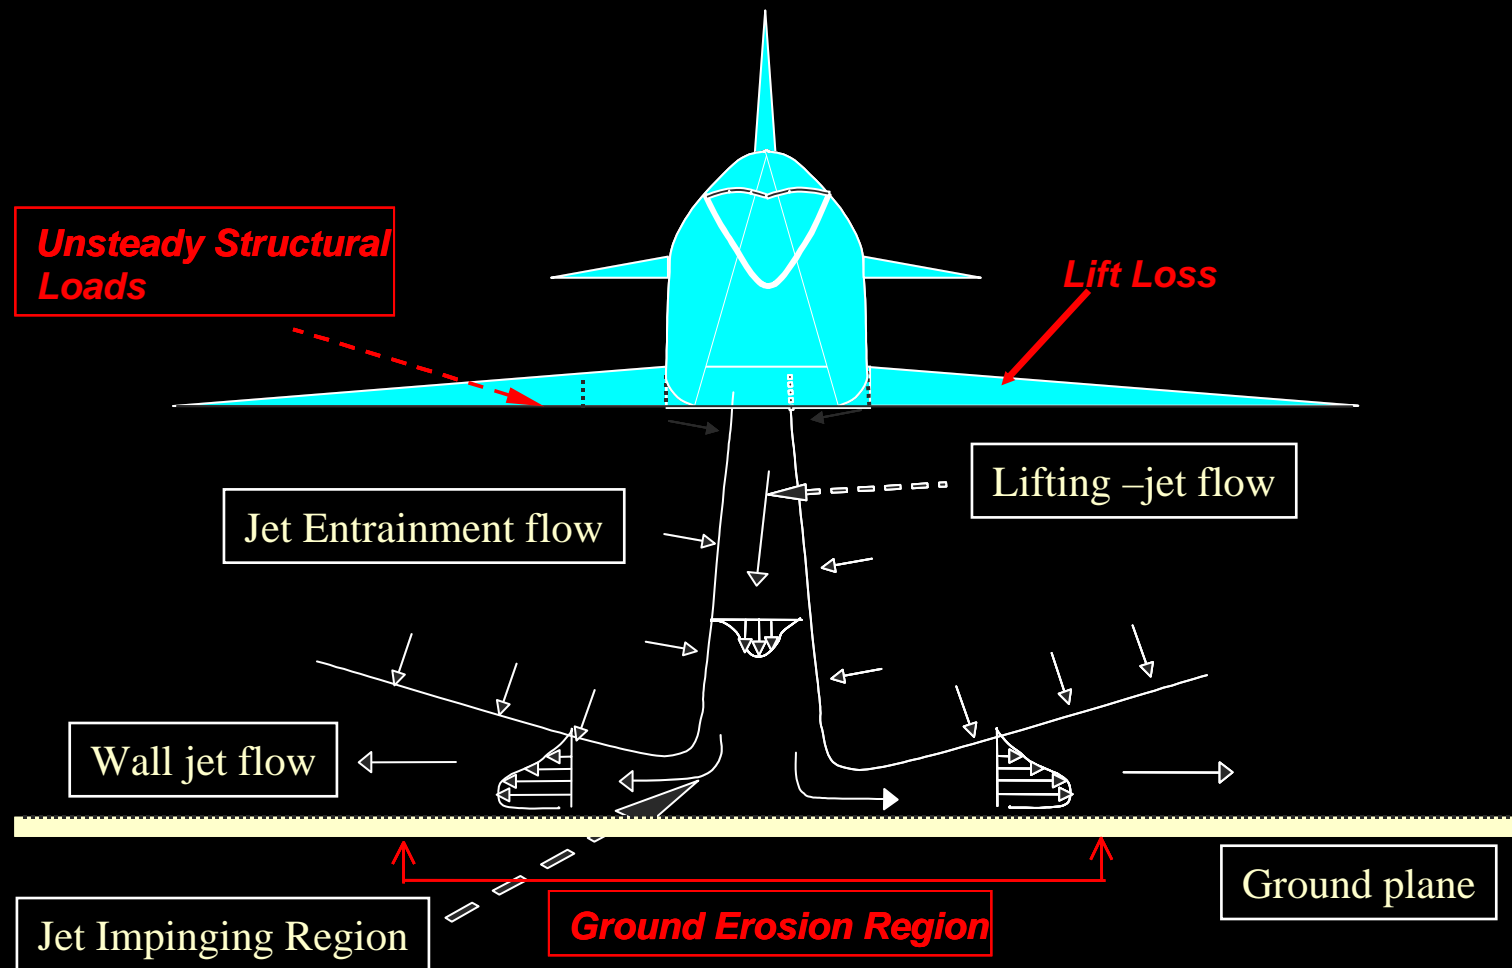 Unsteady Structural
Loads
Lift Loss
Lifting –jet flow
Jet Entrainment flow
Wall jet flow
Ground plane
Jet Impinging Region
Ground Erosion Region